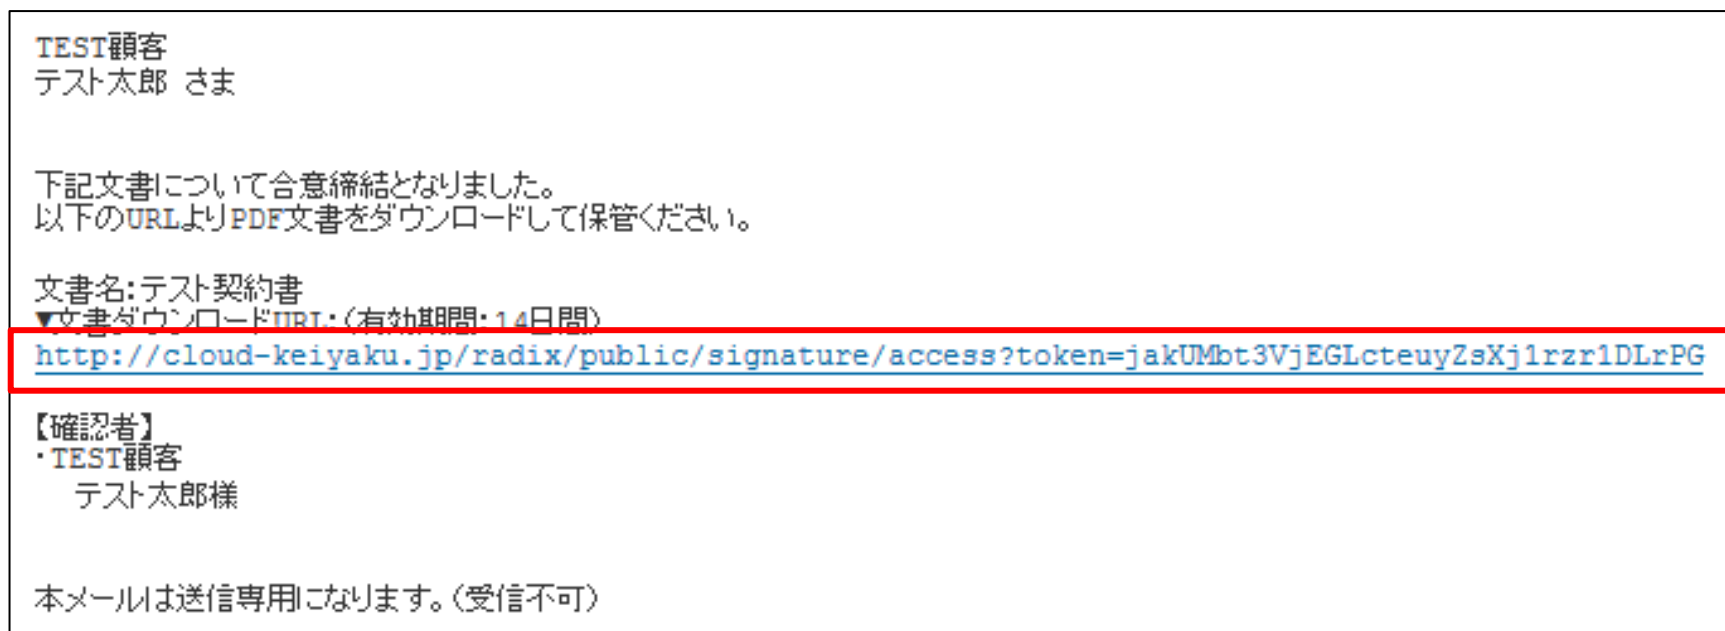 TEST顧客
テスト太郎 さま
下記文書について合意締結となりました。
以下のURLよりPDF文書をダウンロードして保管ください。
文書名:テスト契約書
▼文書ダウンロードURL:(有効期間:14日間)
http://cloud-keiyaku.jp/radix/public/signature/access?token=jakUMbt3VjEGLcteuyZsXj1rzr1DLrPG
【確認者】
・TEST顧客
テスト太郎様
本メールは送信専用になります。(受信不可)